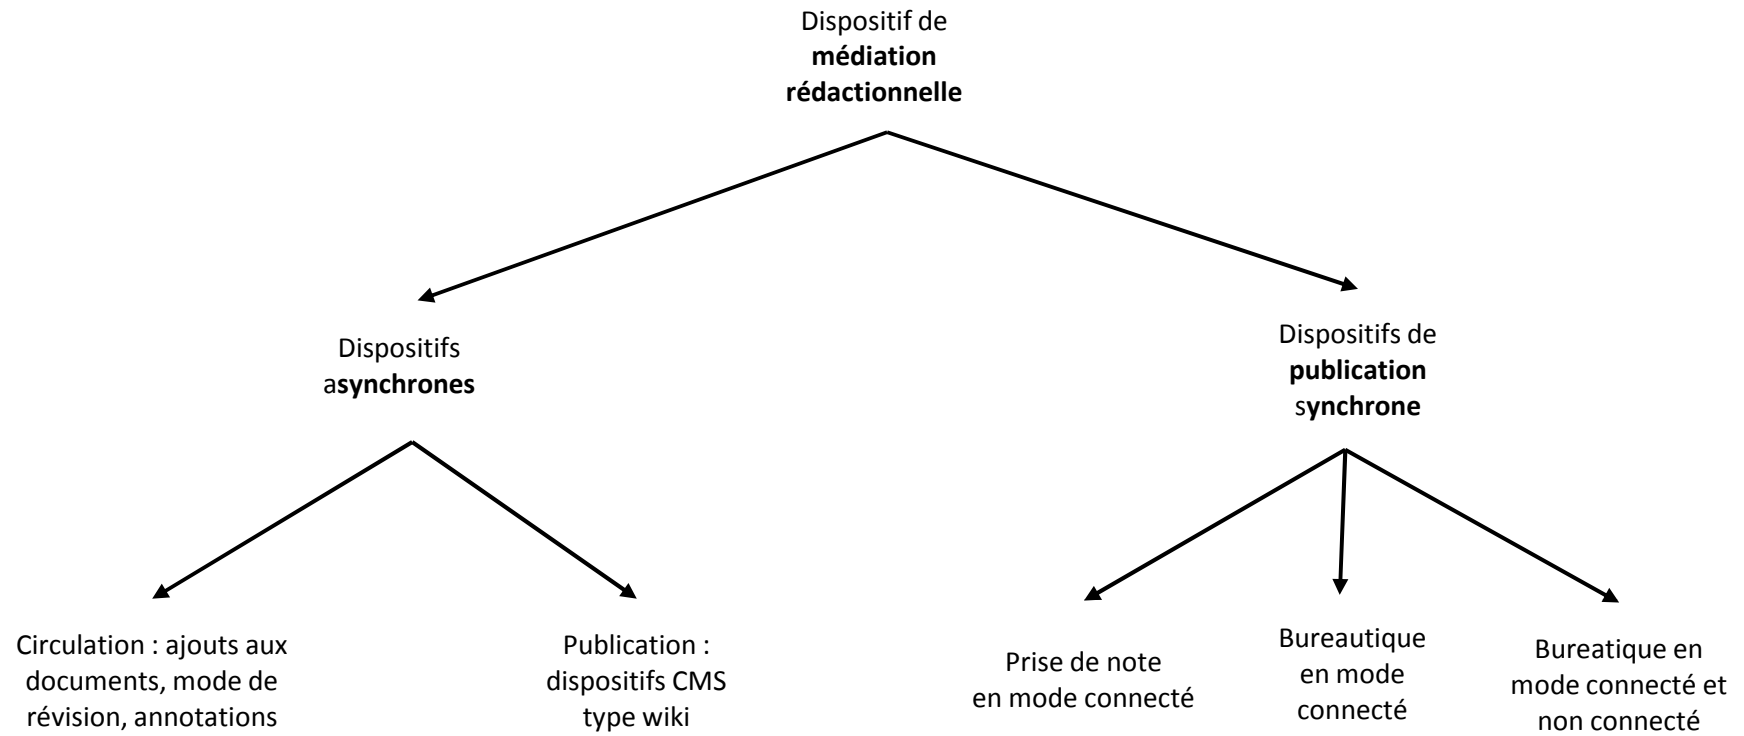 Dispositif de
médiation
rédactionnelle
Dispositifs
asynchrones
Dispositifs de
publication
synchrone
Circulation : ajouts aux
documents, mode de
révision, annotations
Publication :
dispositifs CMS
type wiki
Prise de note
en mode connecté
Bureautique
en mode
connecté
Bureatique en
mode connecté et
non connecté